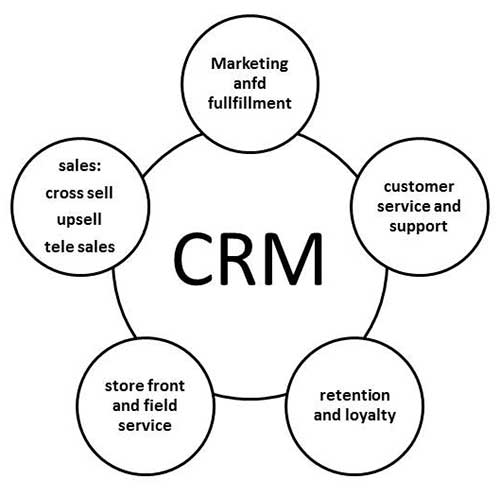 Marketing
anfd
fullfillment
sales:
cross sell
upsell
tele sales
customer
service and
support
CRM
store front
and field
service
retention
and loyalty